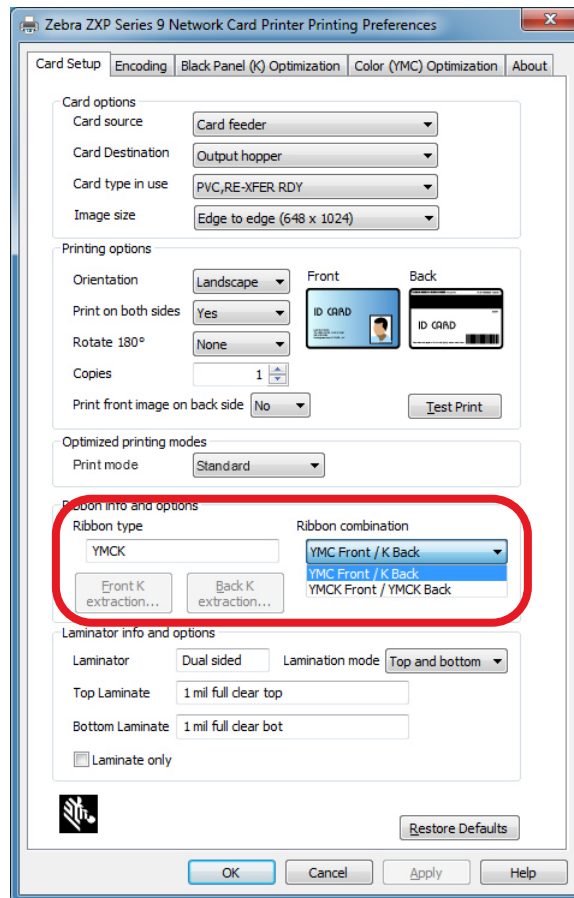 Zebra ZXP Series 9 Network Card Printer Printing Preferences
Card Setup Encoding Black Panel (K) Optimization Color (YMC) Optimization About
Card options
Card source Card feeder
Card Destination Output hopper
Card type in use PVC,RE-XFER RDY
Image size Edge to edge (648 x 1024)
Printing options
Orientation Landscape Front Back
Print on both sides Yes
ID CARD ID CARD
Rotate 180° None
Copies 1
Print front image on back side No Test Print
Optimized printing modes
Print mode Standard
Ribbon info and options
Ribbon type Ribbon combination
YMCK YMC Front / K Back
YMC Front / K Back
YMCK Front / YMCK Back
Front K extraction... Back K extraction...
Laminator info and options
Laminator Dual sided Lamination mode Top and bottom
Top Laminate 1 mil full clear top
Bottom Laminate 1 mil full clear bot
Laminate only
Restore Defaults
OK Cancel Apply Help